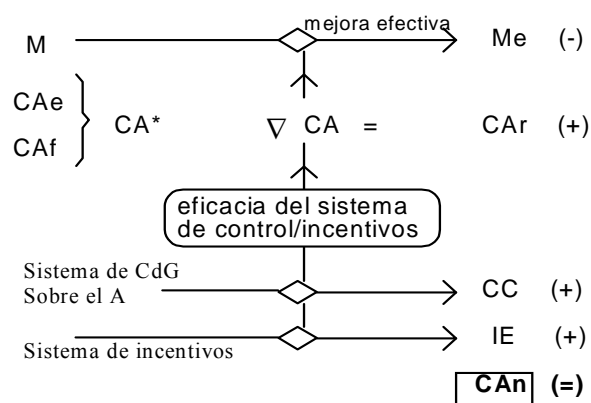 mejora efectiva
M Me (-)
CAe
CA* ∇ CA = CAr (+)
CAf
eficacia del sistema
de control/incentivos
Sistema de CdG
Sobre el A
CC (+)
IE (+)
Sistema de incentivos
CAn (=)